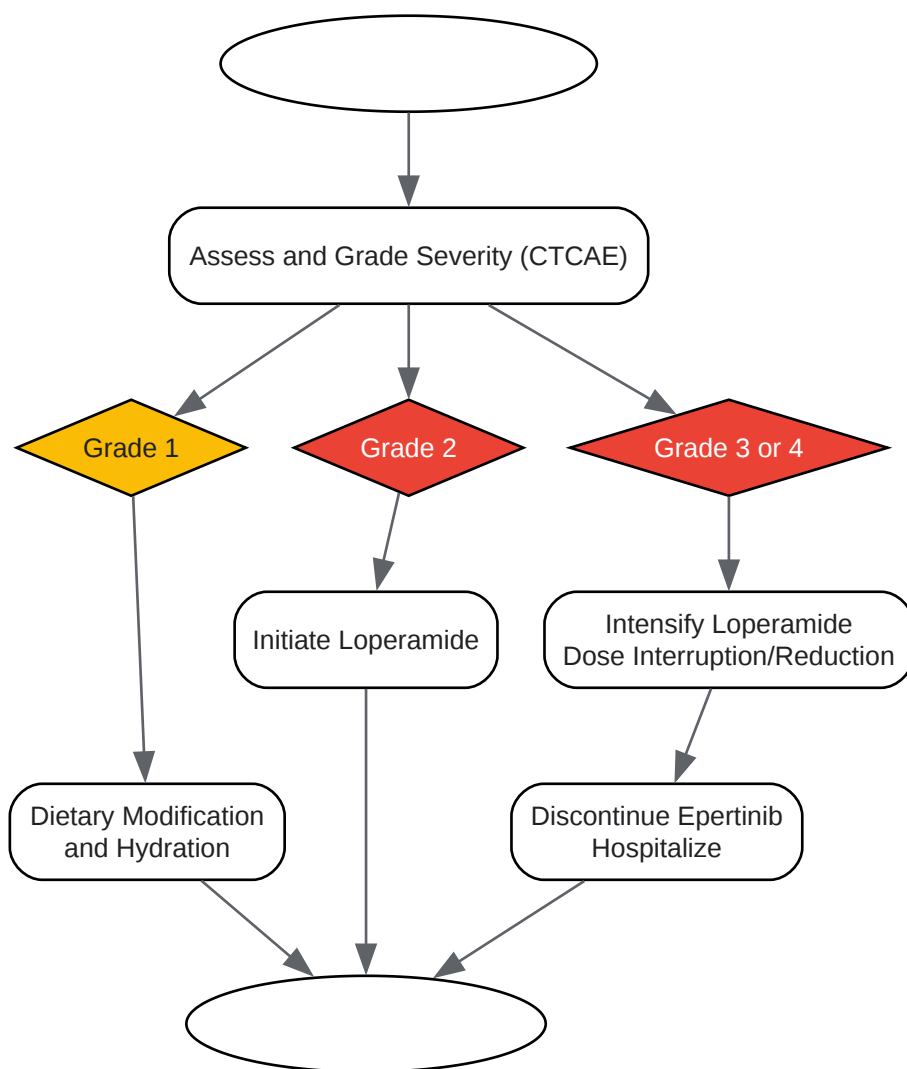 Assess and Grade Severity (CTCAE)
Grade 1
Grade 2
Grade 3 or 4
Initiate Loperamide
Intensify Loperamide
Dose Interruption/Reduction
Dietary Modification
and Hydration
Discontinue Epertinib
Hospitalize